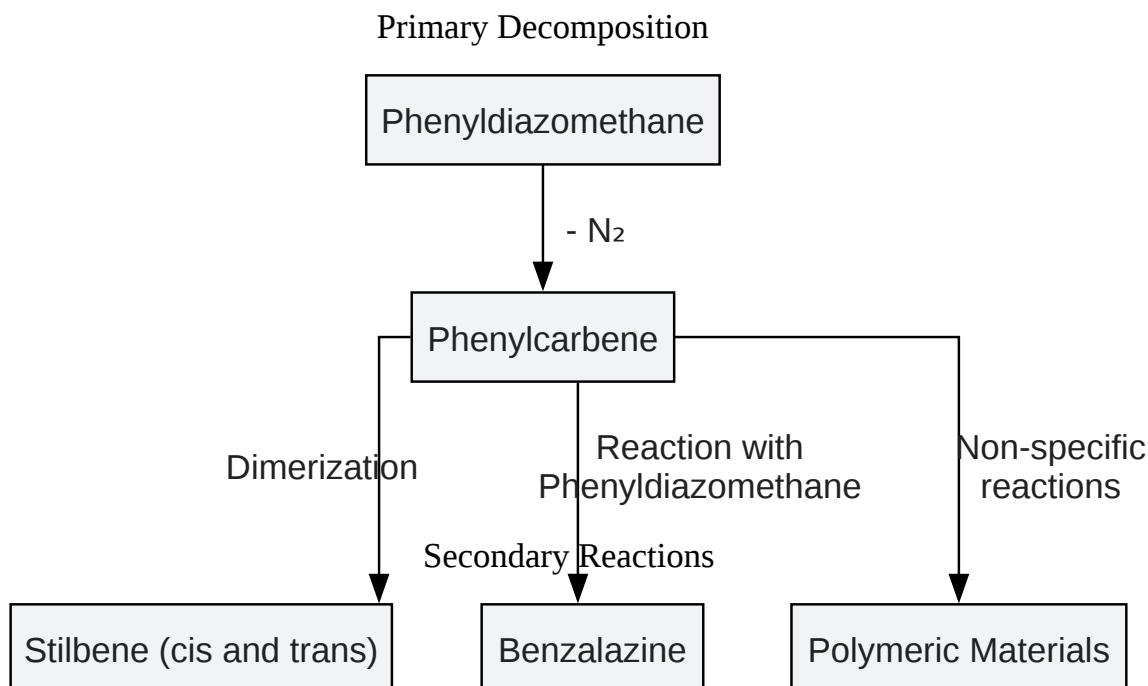 Primary Decomposition
Phenyldiazomethane
- N₂
Phenylcarbene
Dimerization
Reaction with
Phenyldiazomethane
Non-specific
reactions
Secondary Reactions
Stilbene (cis and trans)
Benzalazine
Polymeric Materials